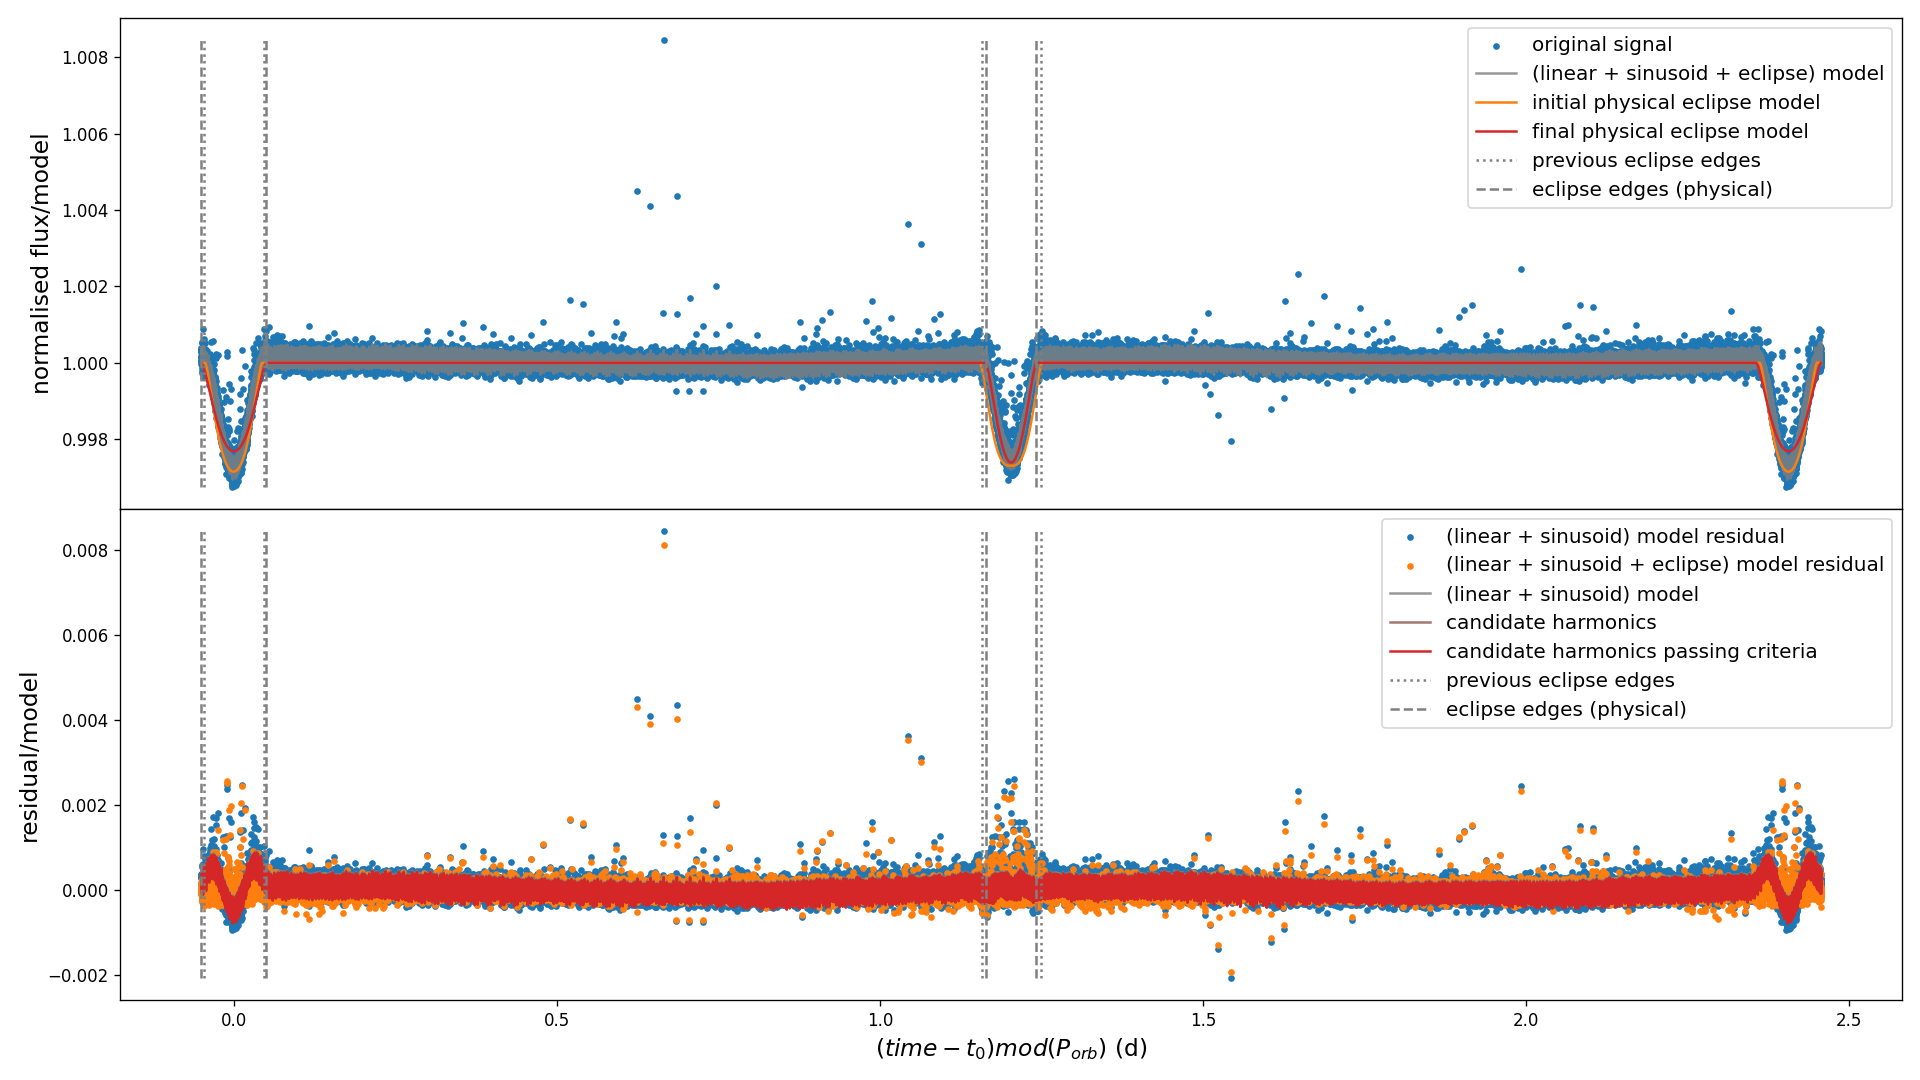 normalised flux/model
1.008
1.006
1.004
1.002
1.000
0.998
original signal
(linear + sinusoid + eclipse) model
initial physical eclipse model
final physical eclipse model
previous eclipse edges
eclipse edges (physical)
residual/model
0.008
0.006
0.004
0.002
0.000
−0.002
(linear + sinusoid) model residual
(linear + sinusoid + eclipse) model residual
(linear + sinusoid) model
candidate harmonics
candidate harmonics passing criteria
previous eclipse edges
eclipse edges (physical)
0.0 0.5 1.0 1.5 2.0 2.5
(time − t₀)mod(P_orb) (d)